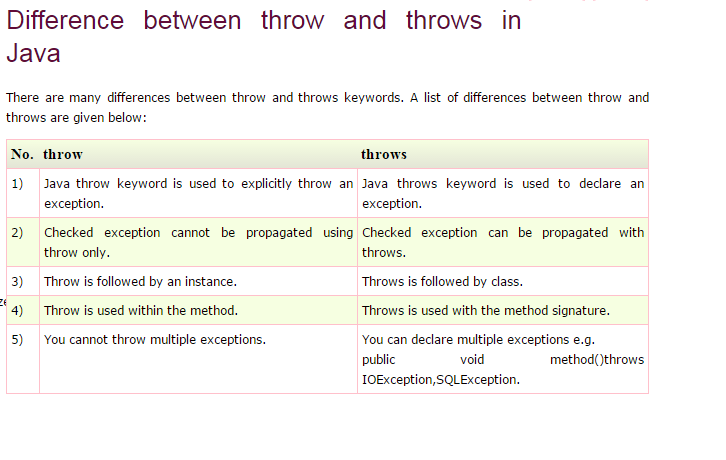 Difference between throw and throws in
Java
There are many differences between throw and throws keywords. A list of differences between throw and
throws are given below:
No. throw throws
1) Java throw keyword is used to explicitly throw an Java throws keyword is used to declare an
exception. exception.
2) Checked exception cannot be propagated using Checked exception can be propagated with
throw only. throws.
3) Throw is followed by an instance. Throws is followed by class.
4) Throw is used within the method. Throws is used with the method signature.
5) You cannot throw multiple exceptions. You can declare multiple exceptions e.g.
public void method()throws
IOException,SQLException.